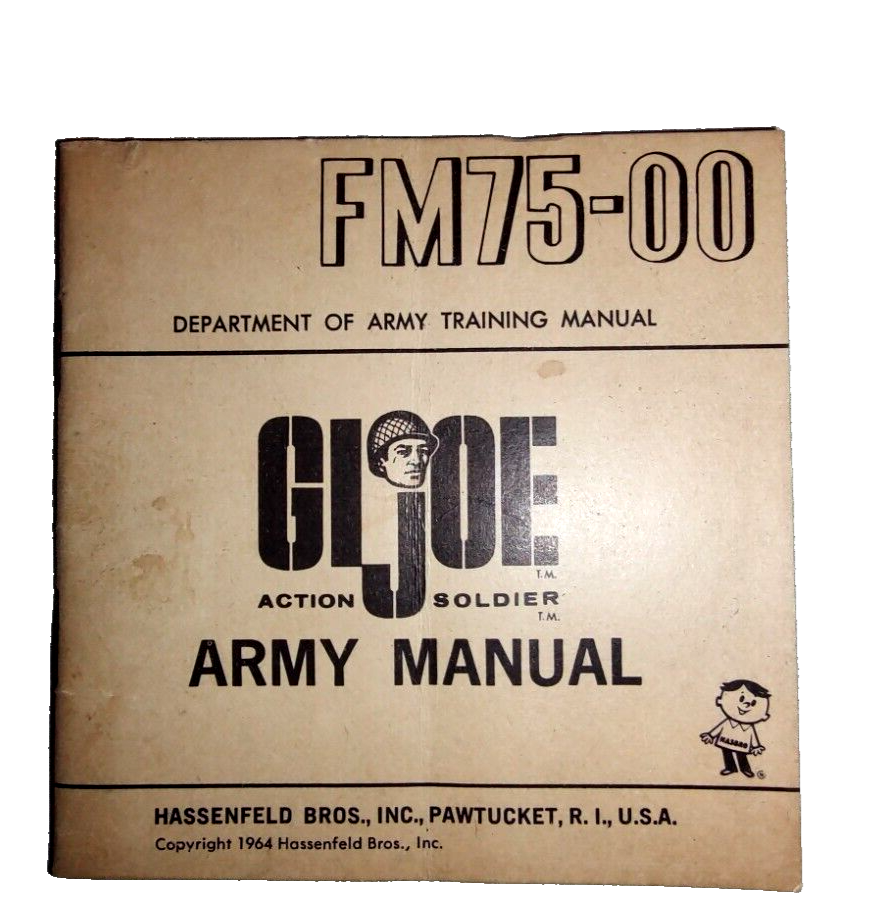 FM75-00
DEPARTMENT OF ARMY TRAINING MANUAL
GI JOE
T.M.
ACTION SOLDIER
T.M.
ARMY MANUAL
HASBRO
®
HASSENFELD BROS., INC., PAWTUCKET, R. I., U.S.A.
Copyright 1964 Hassenfeld Bros., Inc.